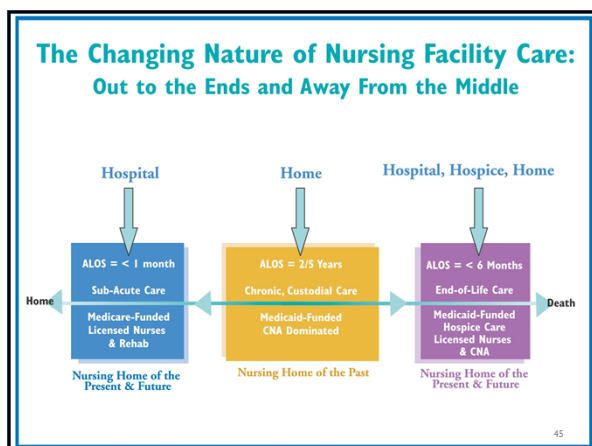 The Changing Nature of Nursing Facility Care:
Out to the Ends and Away From the Middle
Hospital
Home
Hospital, Hospice, Home
ALOS = < 1 month
Sub-Acute Care
Medicare-Funded
Licensed Nurses
& Rehab
ALOS = 2/5 Years
Chronic, Custodial Care
Medicaid-Funded
CNA Dominated
ALOS = < 6 Months
End-of-Life Care
Medicaid-Funded
Hospice Care
Licensed Nurses
& CNA
Home
Death
Nursing Home of the
Present & Future
Nursing Home of the Past
Nursing Home of the
Present & Future
45